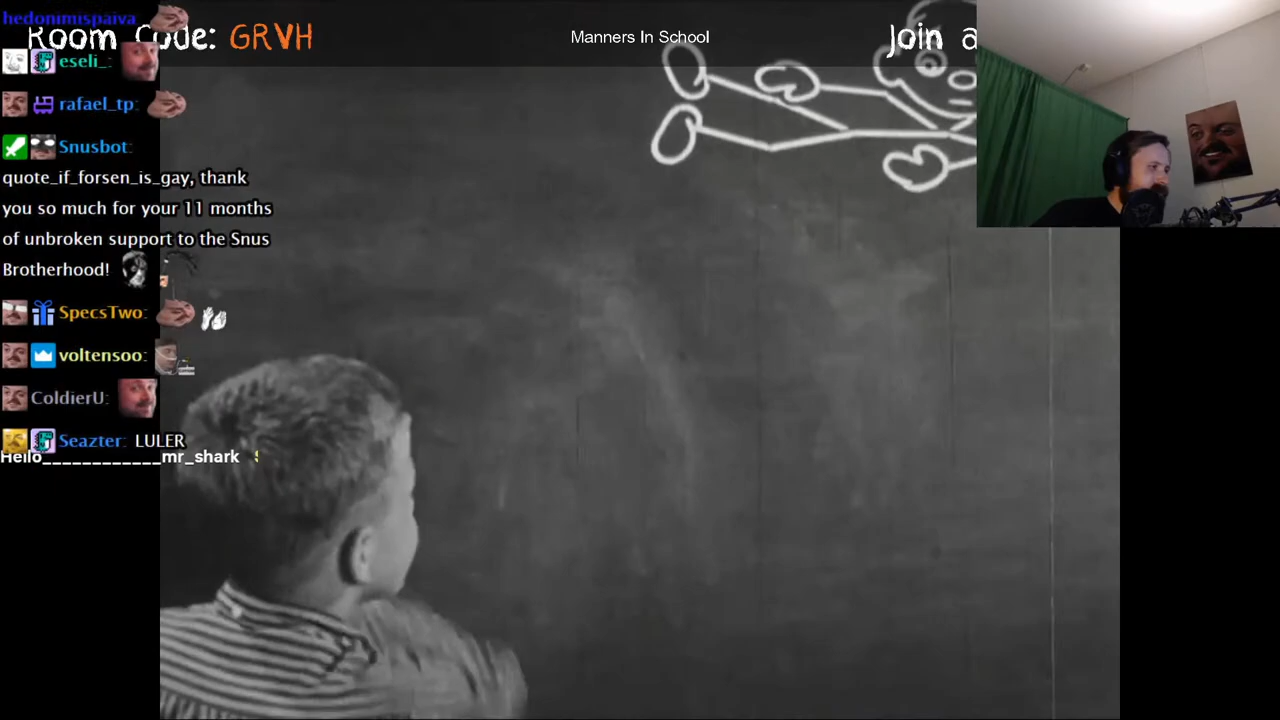 hedonimispaiva
Room Code: GRVH
Manners In School
Join a
eseli_:
rafael_tp:
Snusbot:
quote_if_forsen_is_gay, thank
you so much for your 11 months
of unbroken support to the Snus
Brotherhood!
SpecsTwo:
voltensoo:
ColdierU:
Seazter: LULER
Hello____________mr_shark